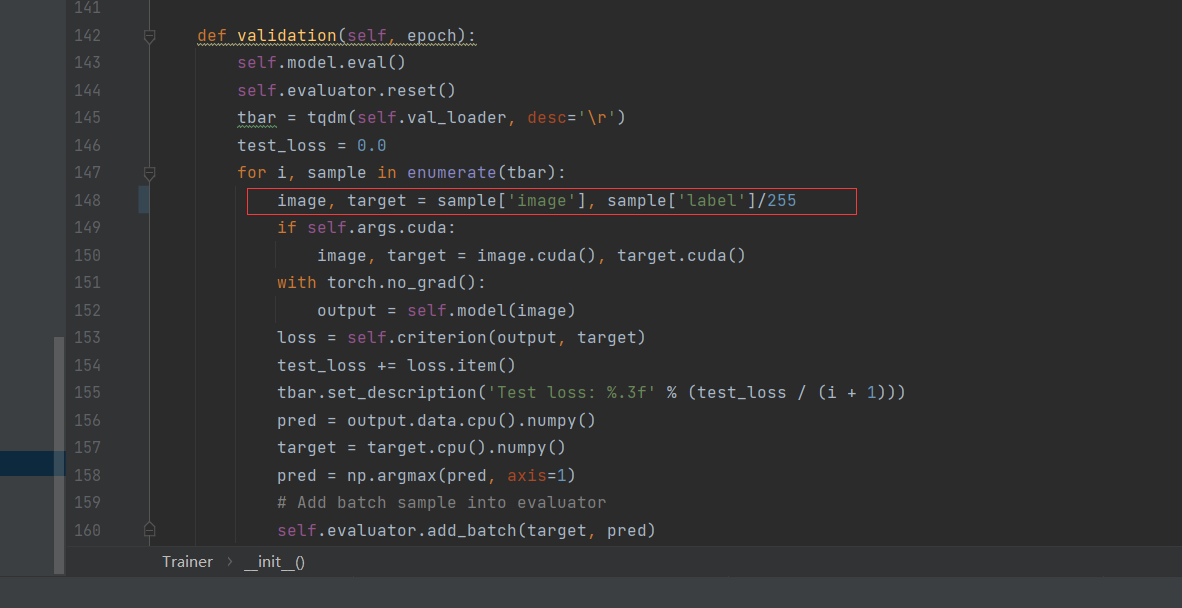 141
142 def validation(self, epoch):
143 self.model.eval()
144 self.evaluator.reset()
145 tbar = tqdm(self.val_loader, desc='\r')
146 test_loss = 0.0
147 for i, sample in enumerate(tbar):
148 image, target = sample['image'], sample['label']/255
149 if self.args.cuda:
150 image, target = image.cuda(), target.cuda()
151 with torch.no_grad():
152 output = self.model(image)
153 loss = self.criterion(output, target)
154 test_loss += loss.item()
155 tbar.set_description('Test loss: %.3f' % (test_loss / (i + 1)))
156 pred = output.data.cpu().numpy()
157 target = target.cpu().numpy()
158 pred = np.argmax(pred, axis=1)
159 # Add batch sample into evaluator
160 self.evaluator.add_batch(target, pred)
Trainer › __init__()